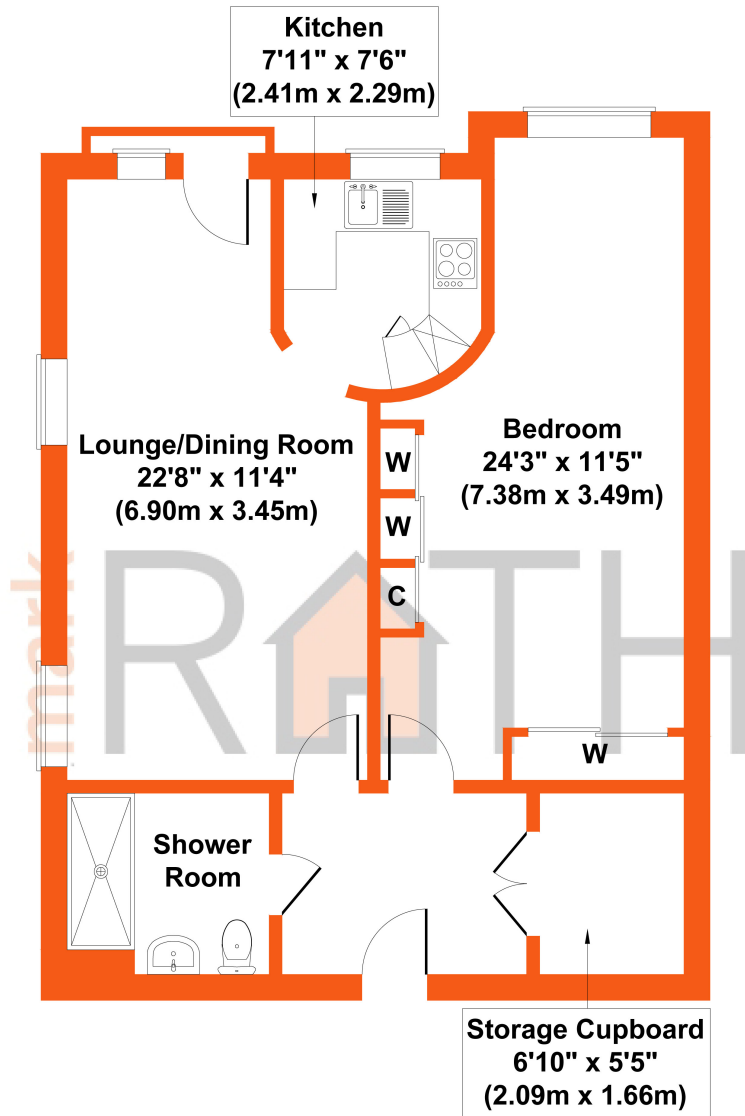 Kitchen
7'11" x 7'6"
(2.41m x 2.29m)
Lounge/Dining Room
22'8" x 11'4"
(6.90m x 3.45m)
Bedroom
24'3" x 11'5"
(7.38m x 3.49m)
W
W
C
mark
R TH
W
Shower
Room
Storage Cupboard
6'10" x 5'5"
(2.09m x 1.66m)